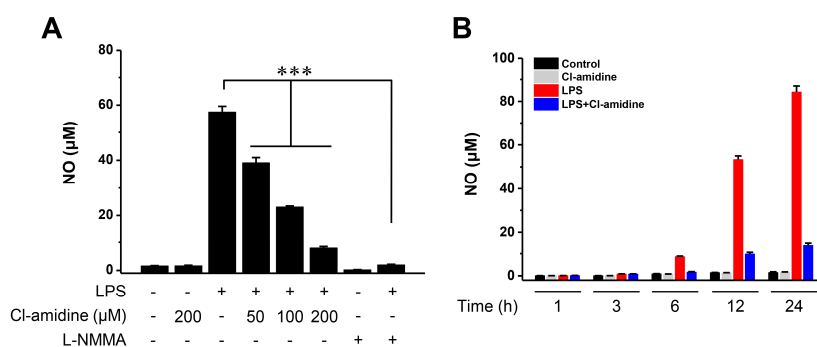 A
B
80
60
40
20
0
NO (μM)
***
LPS - - + + + + - +
Cl-amidine (μM) - 200 - 50 100 200 - -
L-NMMA - - - - - - + +
100
80
60
40
20
0
NO (μM)
Control
Cl-amidine
LPS
LPS+Cl-amidine
Time (h) 1 3 6 12 24